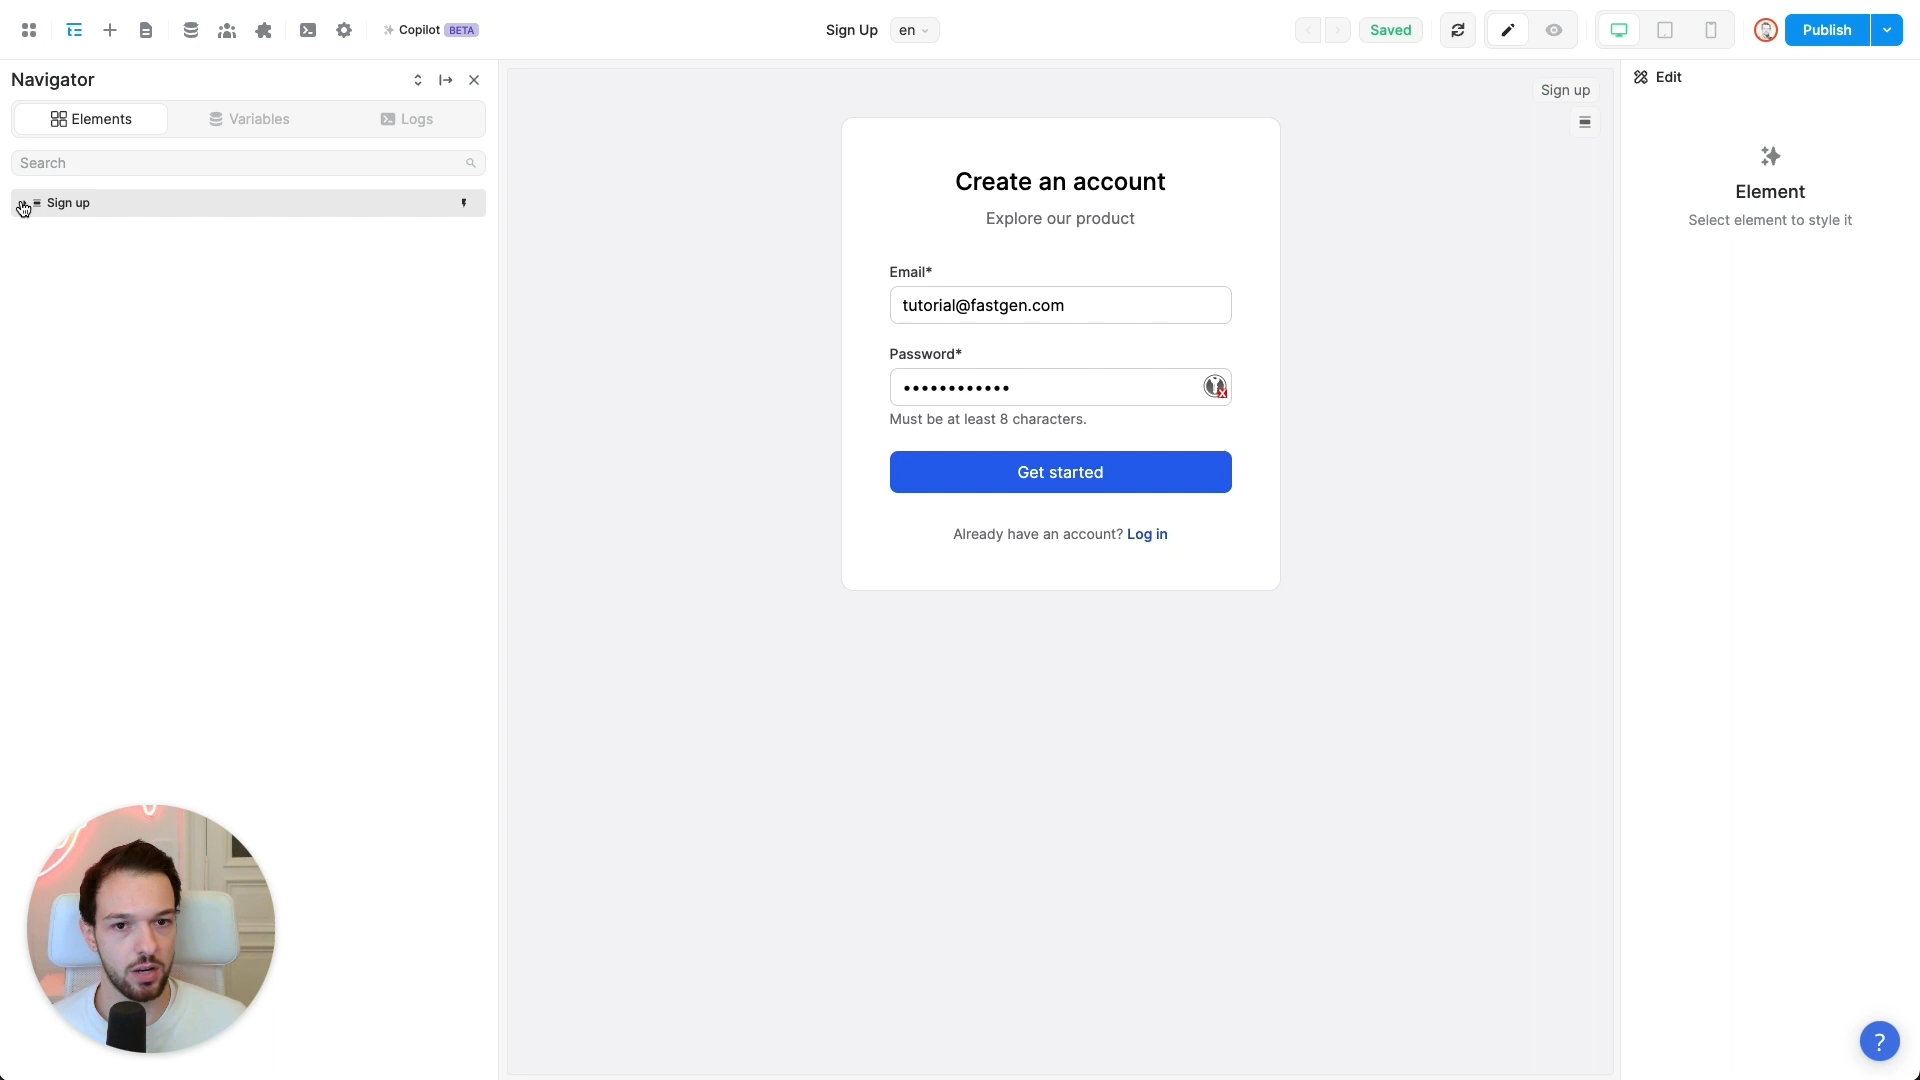 Copilot BETA
Sign Up en
Saved
Publish
Navigator
Elements
Variables
Logs
Search
Sign up
Sign up
Create an account
Explore our product
Email*
tutorial@fastgen.com
Password*
••••••••••••
Must be at least 8 characters.
Get started
Already have an account? Log in
Edit
Element
Select element to style it
?